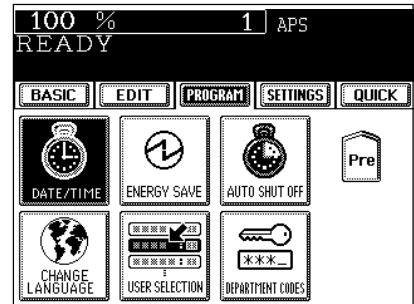 100 % 1 APS
READY
BASIC EDIT PROGRAM SETTINGS QUICK
DATE/TIME ENERGY SAVE AUTO SHUT OFF Pre
CHANGE
LANGUAGE USER SELECTION DEPARTMENT CODES
***_